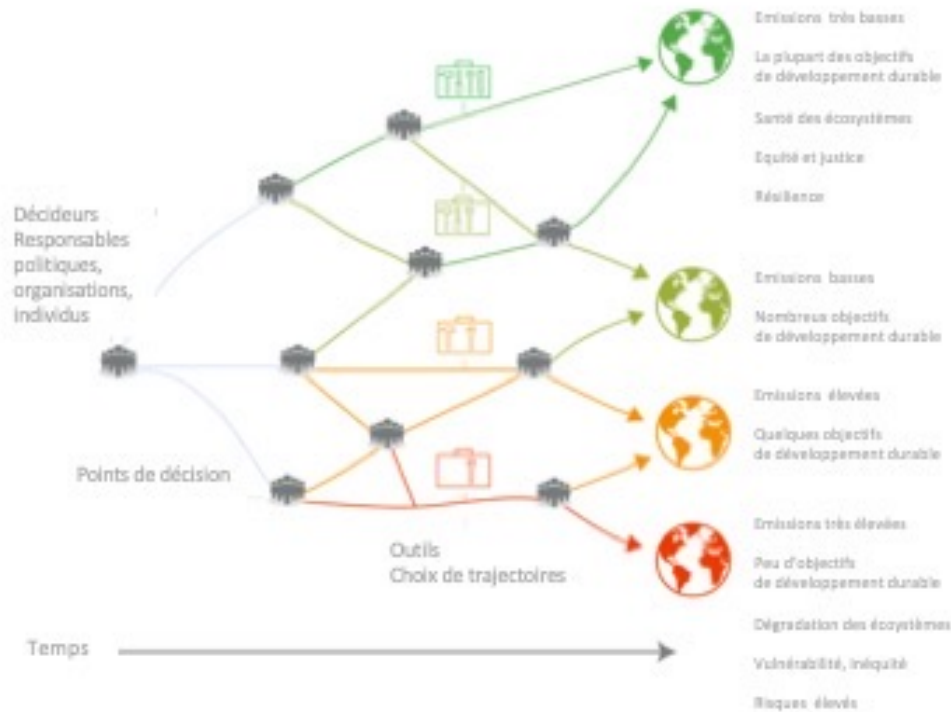 Emissions très basses
La plupart des objectifs
de développement durable
Santé des écosystèmes
Equité et justice
Résilience
Décideurs
Responsables
politiques,
organisations,
individus
Emissions basses
Nombreux objectifs
de développement durable
Emissions élevées
Quelques objectifs
de développement durable
Points de décision
Emissions très élevées
Peu d'objectifs
de développement durable
Outils
Choix de trajectoires
Dégradation des écosystèmes
Temps
Vulnérabilité, inéquité
Risques élevés